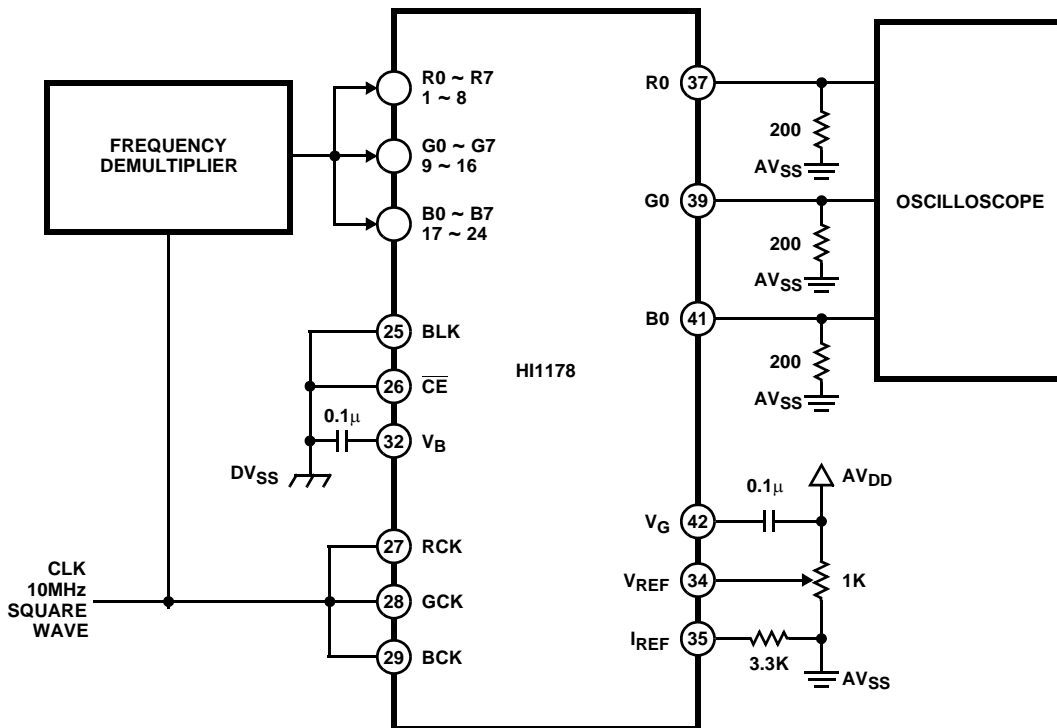 FREQUENCY
DEMULTIPLIER
R0 ~ R7
1 ~ 8
G0 ~ G7
9 ~ 16
B0 ~ B7
17 ~ 24
25 BLK
26 C̅E̅
0.1μ
32 VB
DVSS
27 RCK
28 GCK
29 BCK
CLK
10MHz
SQUARE
WAVE
HI1178
R0 37
200
AVSS
G0 39
200
AVSS
B0 41
200
AVSS
OSCILLOSCOPE
AVDD
0.1μ
VG 42
VREF 34
1K
IREF 35
3.3K
AVSS